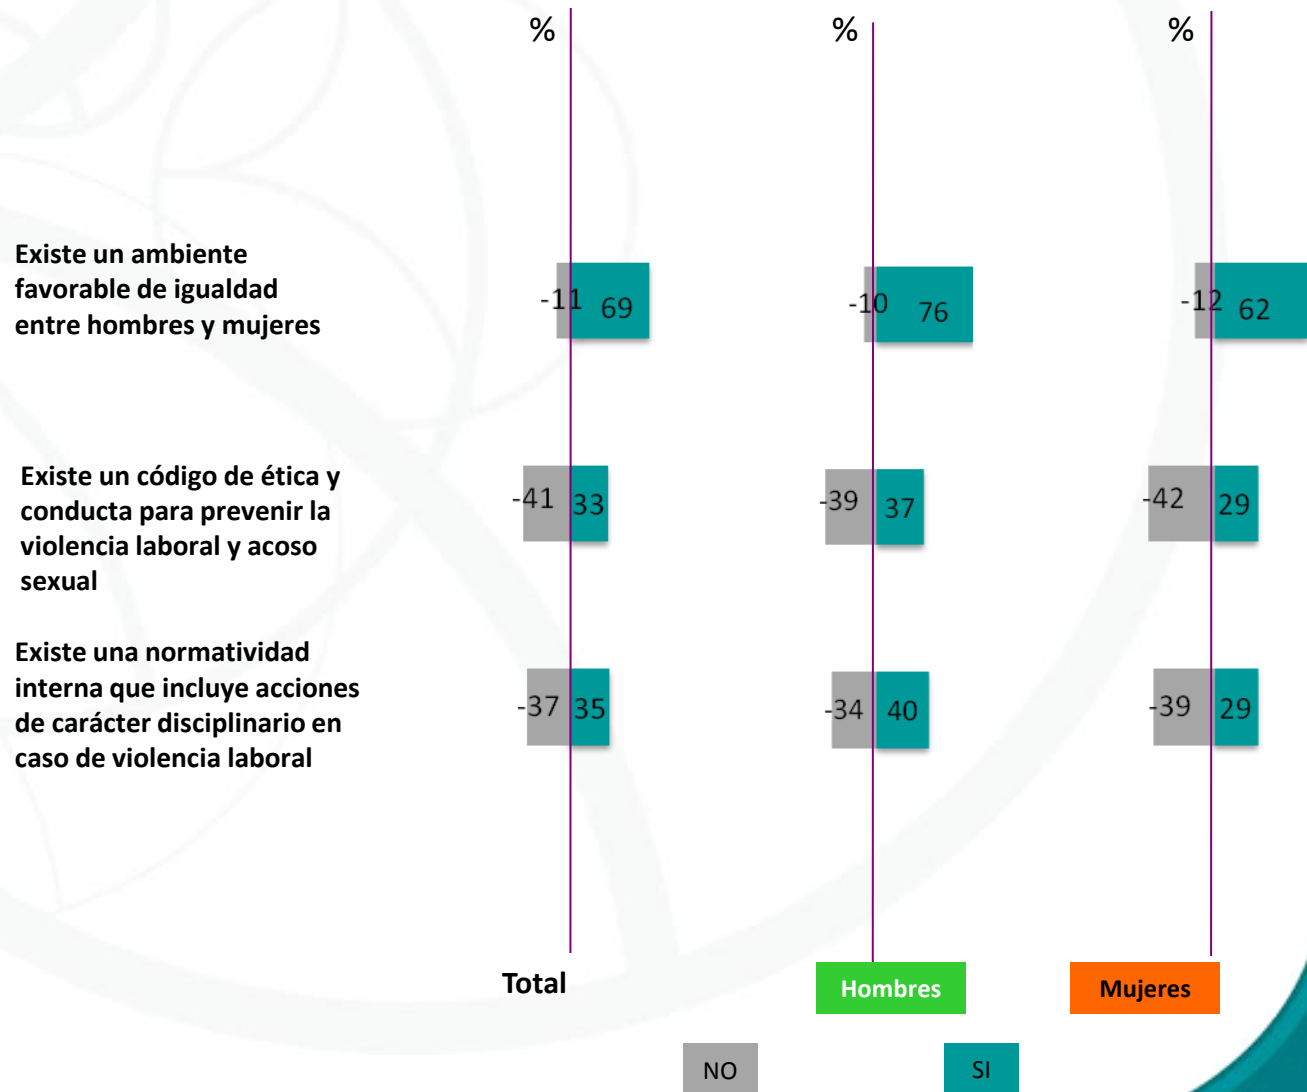 % % %
Existe un ambiente
favorable de igualdad
entre hombres y mujeres
-11 69 -10 76 -12 62
Existe un código de ética y
conducta para prevenir la
violencia laboral y acoso
sexual
-41 33 -39 37 -42 29
Existe una normatividad
interna que incluye acciones
de carácter disciplinario en
caso de violencia laboral
-37 35 -34 40 -39 29
Total Hombres Mujeres
NO SI